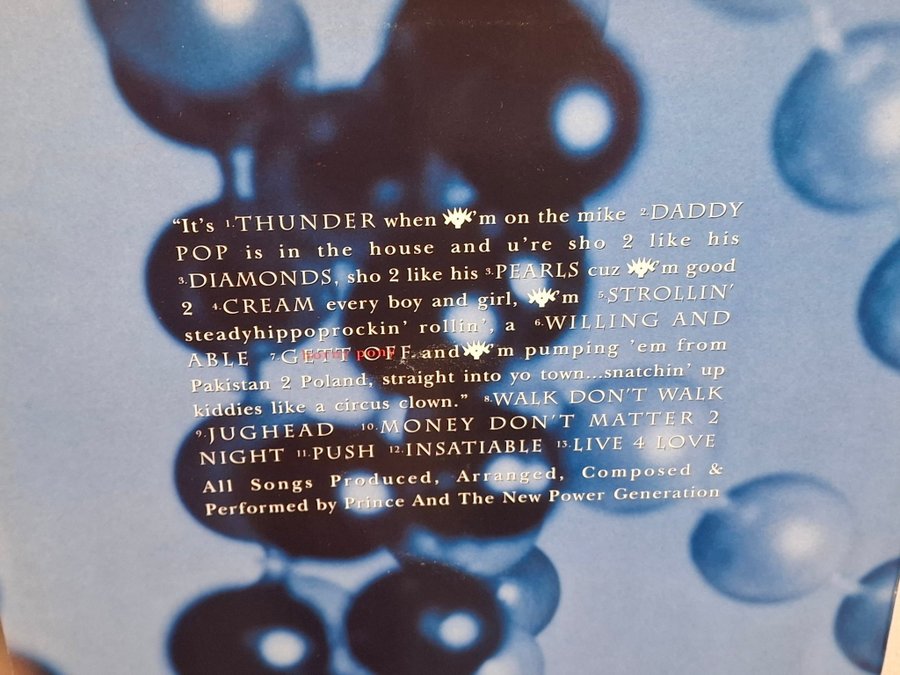 "It's 1.THUNDER when 'm on the mike 2.DADDY
POP is in the house and u're sho 2 like his
3.DIAMONDS, sho 2 like his 3.PEARLS cuz 'm good
2 4.CREAM every boy and girl, 'm 5.STROLLIN'
steadyhippoprockin' rollin', a 6.WILLING AND
ABLE 7.GETT OFF and 'm pumping 'em from
Pakistan 2 Poland, straight into yo town...snatchin' up
kiddies like a circus clown." 8.WALK DON'T WALK
9.JUGHEAD 10.MONEY DON'T MATTER 2
NIGHT 11.PUSH 12.INSATIABLE 13.LIVE 4 LOVE
All Songs Produced, Arranged, Composed &
Performed by Prince And The New Power Generation